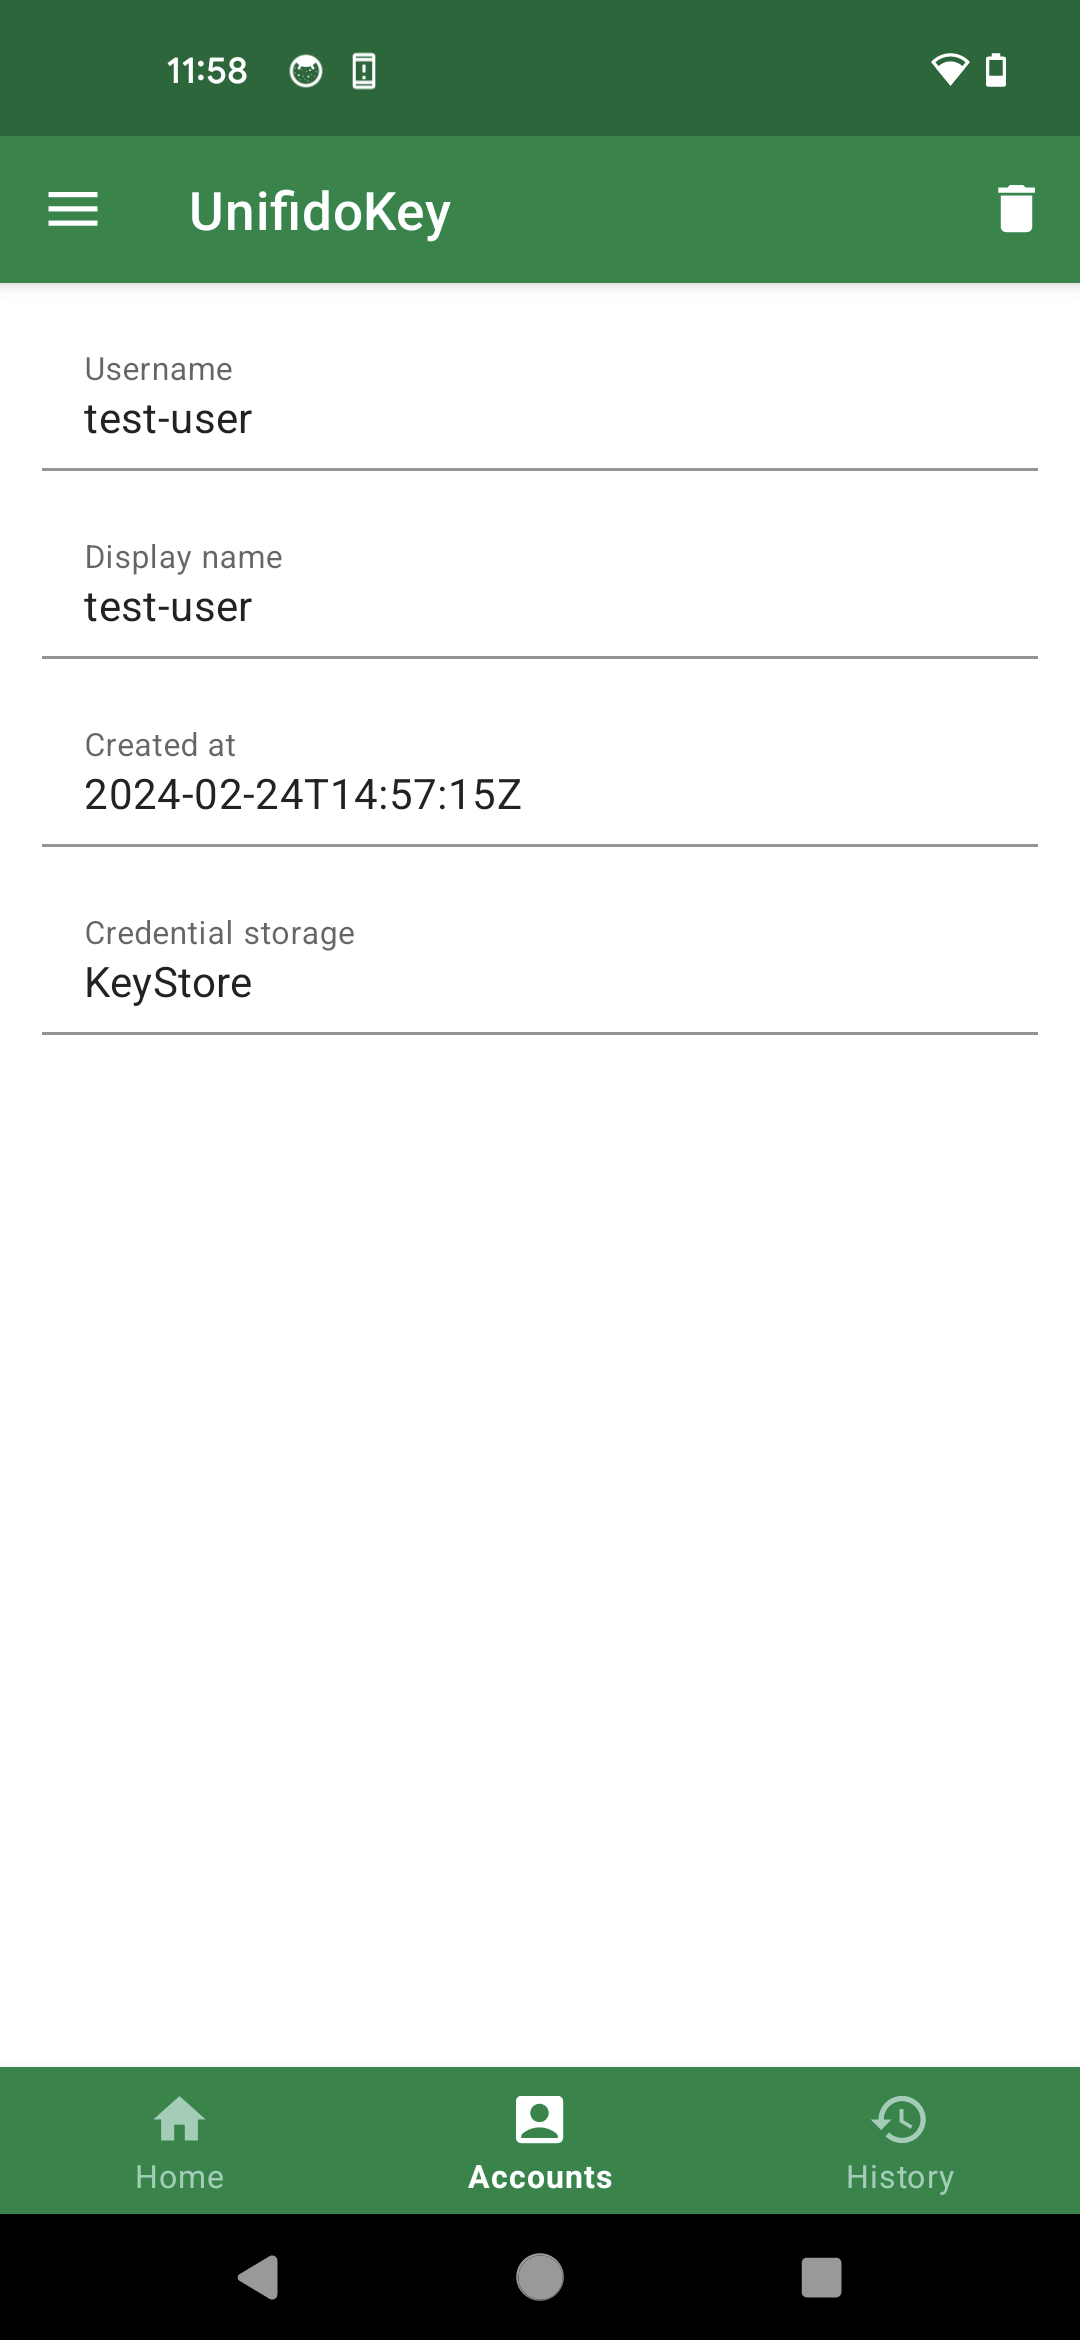 11:58
UnifidoKey
Username
test-user
Display name
test-user
Created at
2024-02-24T14:57:15Z
Credential storage
KeyStore
Home
Accounts
History